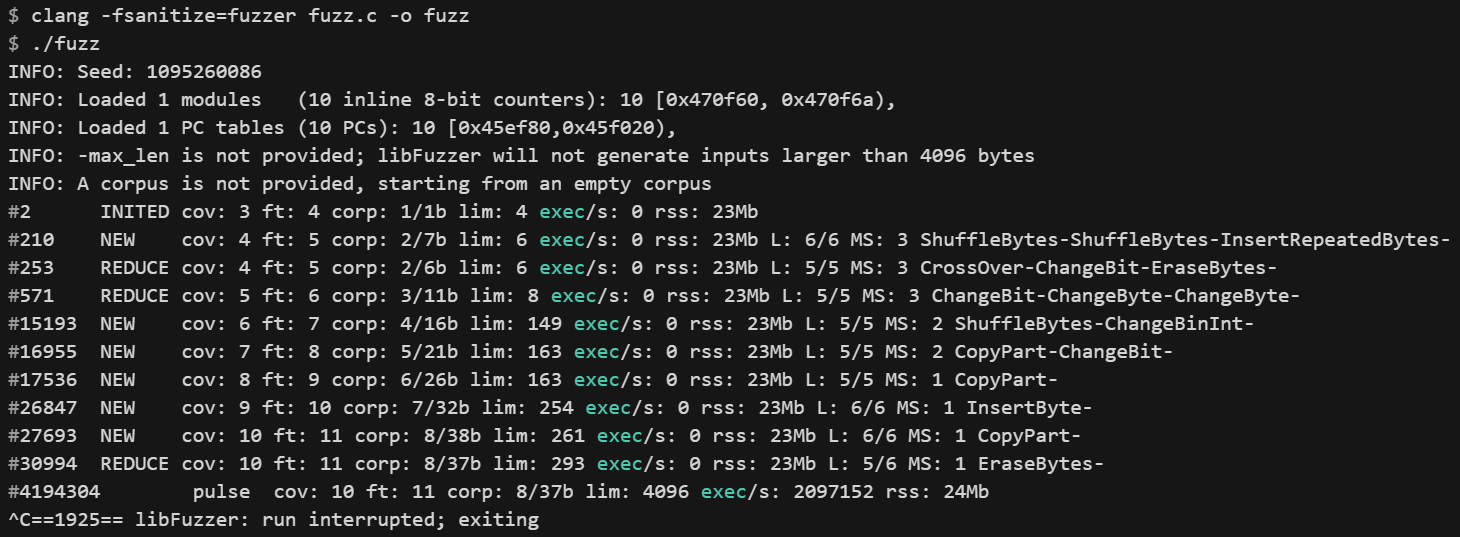 $ clang -fsanitize=fuzzer fuzz.c -o fuzz
$ ./fuzz
INFO: Seed: 1095260086
INFO: Loaded 1 modules   (10 inline 8-bit counters): 10 [0x470f60, 0x470f6a),
INFO: Loaded 1 PC tables (10 PCs): 10 [0x45ef80,0x45f020),
INFO: -max_len is not provided; libFuzzer will not generate inputs larger than 4096 bytes
INFO: A corpus is not provided, starting from an empty corpus
#2      INITED cov: 3 ft: 4 corp: 1/1b lim: 4 exec/s: 0 rss: 23Mb
#210    NEW    cov: 4 ft: 5 corp: 2/7b lim: 6 exec/s: 0 rss: 23Mb L: 6/6 MS: 3 ShuffleBytes-ShuffleBytes-InsertRepeatedBytes-
#253    REDUCE cov: 4 ft: 5 corp: 2/6b lim: 6 exec/s: 0 rss: 23Mb L: 5/5 MS: 3 CrossOver-ChangeBit-EraseBytes-
#571    REDUCE cov: 5 ft: 6 corp: 3/11b lim: 8 exec/s: 0 rss: 23Mb L: 5/5 MS: 3 ChangeBit-ChangeByte-ChangeByte-
#15193  NEW    cov: 6 ft: 7 corp: 4/16b lim: 149 exec/s: 0 rss: 23Mb L: 5/5 MS: 2 ShuffleBytes-ChangeBinInt-
#16955  NEW    cov: 7 ft: 8 corp: 5/21b lim: 163 exec/s: 0 rss: 23Mb L: 5/5 MS: 2 CopyPart-ChangeBit-
#17536  NEW    cov: 8 ft: 9 corp: 6/26b lim: 163 exec/s: 0 rss: 23Mb L: 5/5 MS: 1 CopyPart-
#26847  NEW    cov: 9 ft: 10 corp: 7/32b lim: 254 exec/s: 0 rss: 23Mb L: 6/6 MS: 1 InsertByte-
#27693  NEW    cov: 10 ft: 11 corp: 8/38b lim: 261 exec/s: 0 rss: 23Mb L: 6/6 MS: 1 CopyPart-
#30994  REDUCE cov: 10 ft: 11 corp: 8/37b lim: 293 exec/s: 0 rss: 23Mb L: 5/6 MS: 1 EraseBytes-
#4194304        pulse  cov: 10 ft: 11 corp: 8/37b lim: 4096 exec/s: 2097152 rss: 24Mb
^C==1925== libFuzzer: run interrupted; exiting